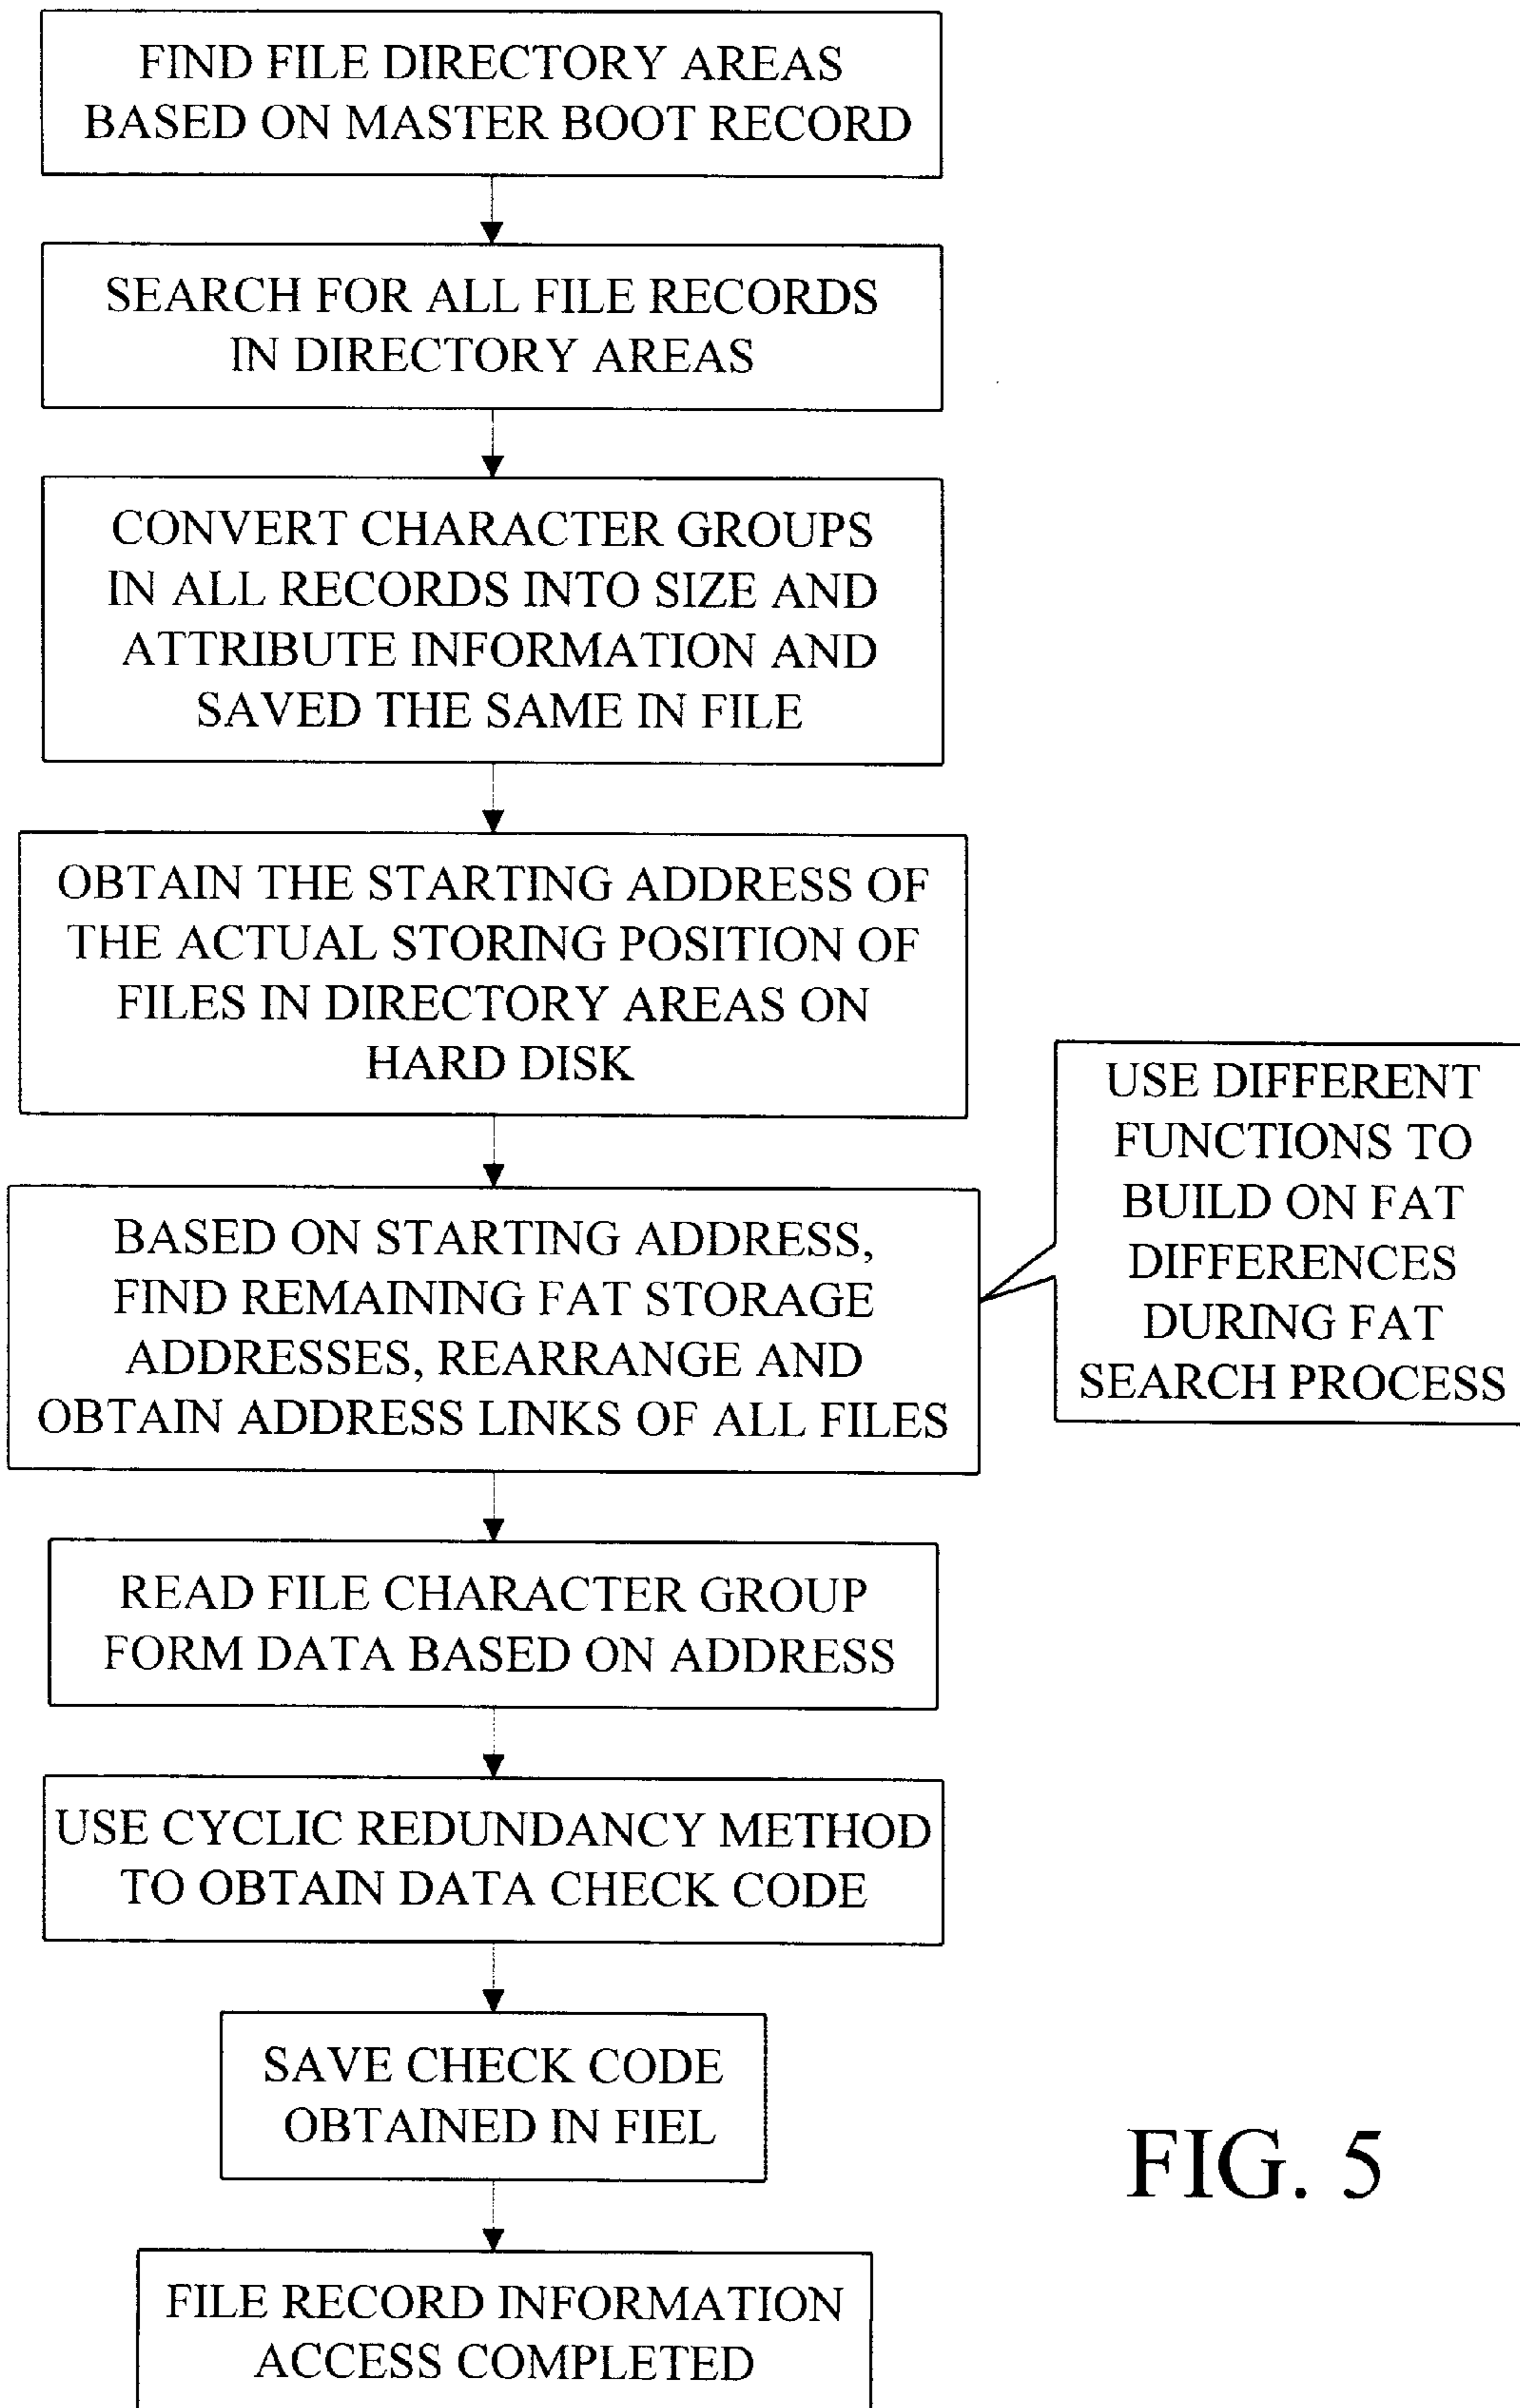 FIND FILE DIRECTORY AREAS
BASED ON MASTER BOOT RECORD
SEARCH FOR ALL FILE RECORDS
IN DIRECTORY AREAS
CONVERT CHARACTER GROUPS
IN ALL RECORDS INTO SIZE AND
ATTRIBUTE INFORMATION AND
SAVED THE SAME IN FILE
OBTAIN THE STARTING ADDRESS OF
THE ACTUAL STORING POSITION OF
FILES IN DIRECTORY AREAS ON
HARD DISK
BASED ON STARTING ADDRESS,
FIND REMAINING FAT STORAGE
ADDRESSES, REARRANGE AND
OBTAIN ADDRESS LINKS OF ALL FILES
USE DIFFERENT
FUNCTIONS TO
BUILD ON FAT
DIFFERENCES
DURING FAT
SEARCH PROCESS
READ FILE CHARACTER GROUP
FORM DATA BASED ON ADDRESS
USE CYCLIC REDUNDANCY METHOD
TO OBTAIN DATA CHECK CODE
SAVE CHECK CODE
OBTAINED IN FIEL
FILE RECORD INFORMATION
ACCESS COMPLETED
FIG. 5